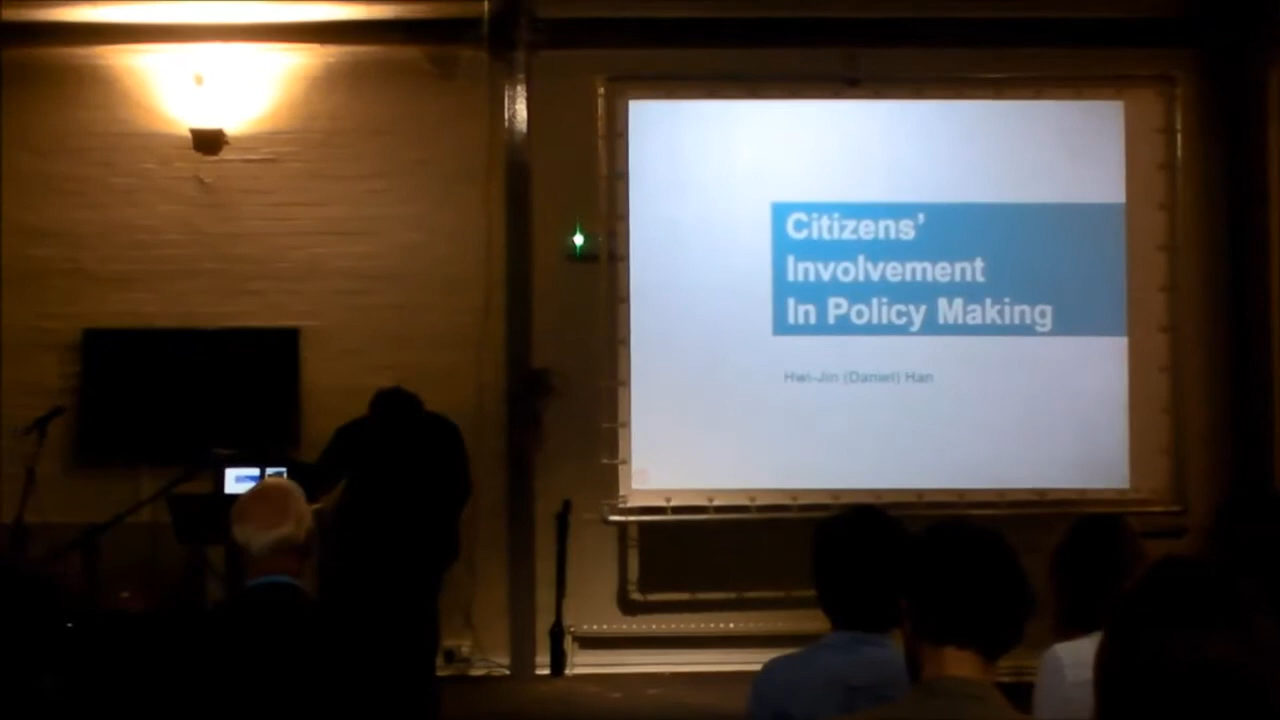 Citizens’
Involvement
In Policy Making
Hwi-Jin (Daniel) Han